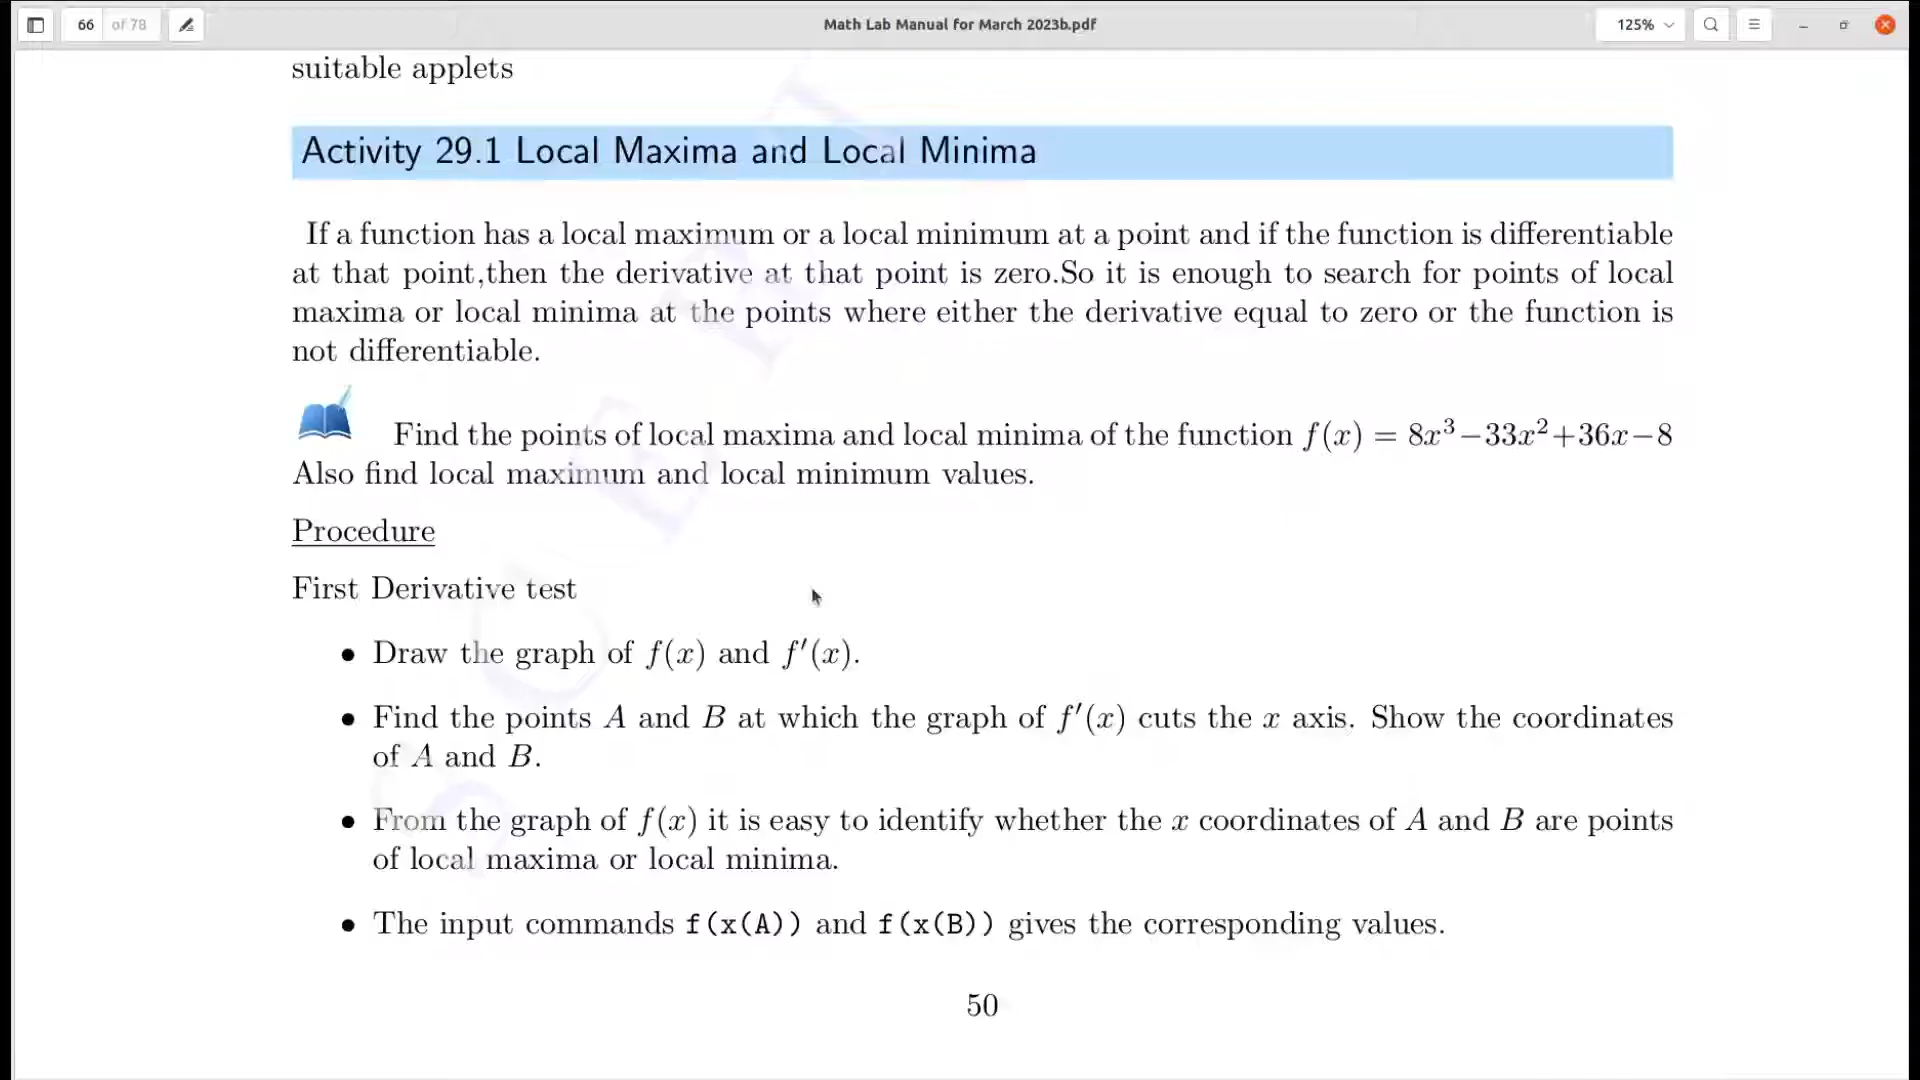 66 of 78
Math Lab Manual for March 2023b.pdf
125%
suitable applets
Activity 29.1 Local Maxima and Local Minima
If a function has a local maximum or a local minimum at a point and if the function is differentiable
at that point,then the derivative at that point is zero.So it is enough to search for points of local
maxima or local minima at the points where either the derivative equal to zero or the function is
not differentiable.
Find the points of local maxima and local minima of the function f(x) = 8x³−33x²+36x−8
Also find local maximum and local minimum values.
Procedure
First Derivative test
• Draw the graph of f(x) and f′(x).
• Find the points A and B at which the graph of f′(x) cuts the x axis. Show the coordinates
of A and B.
• From the graph of f(x) it is easy to identify whether the x coordinates of A and B are points
of local maxima or local minima.
• The input commands f(x(A)) and f(x(B)) gives the corresponding values.
50